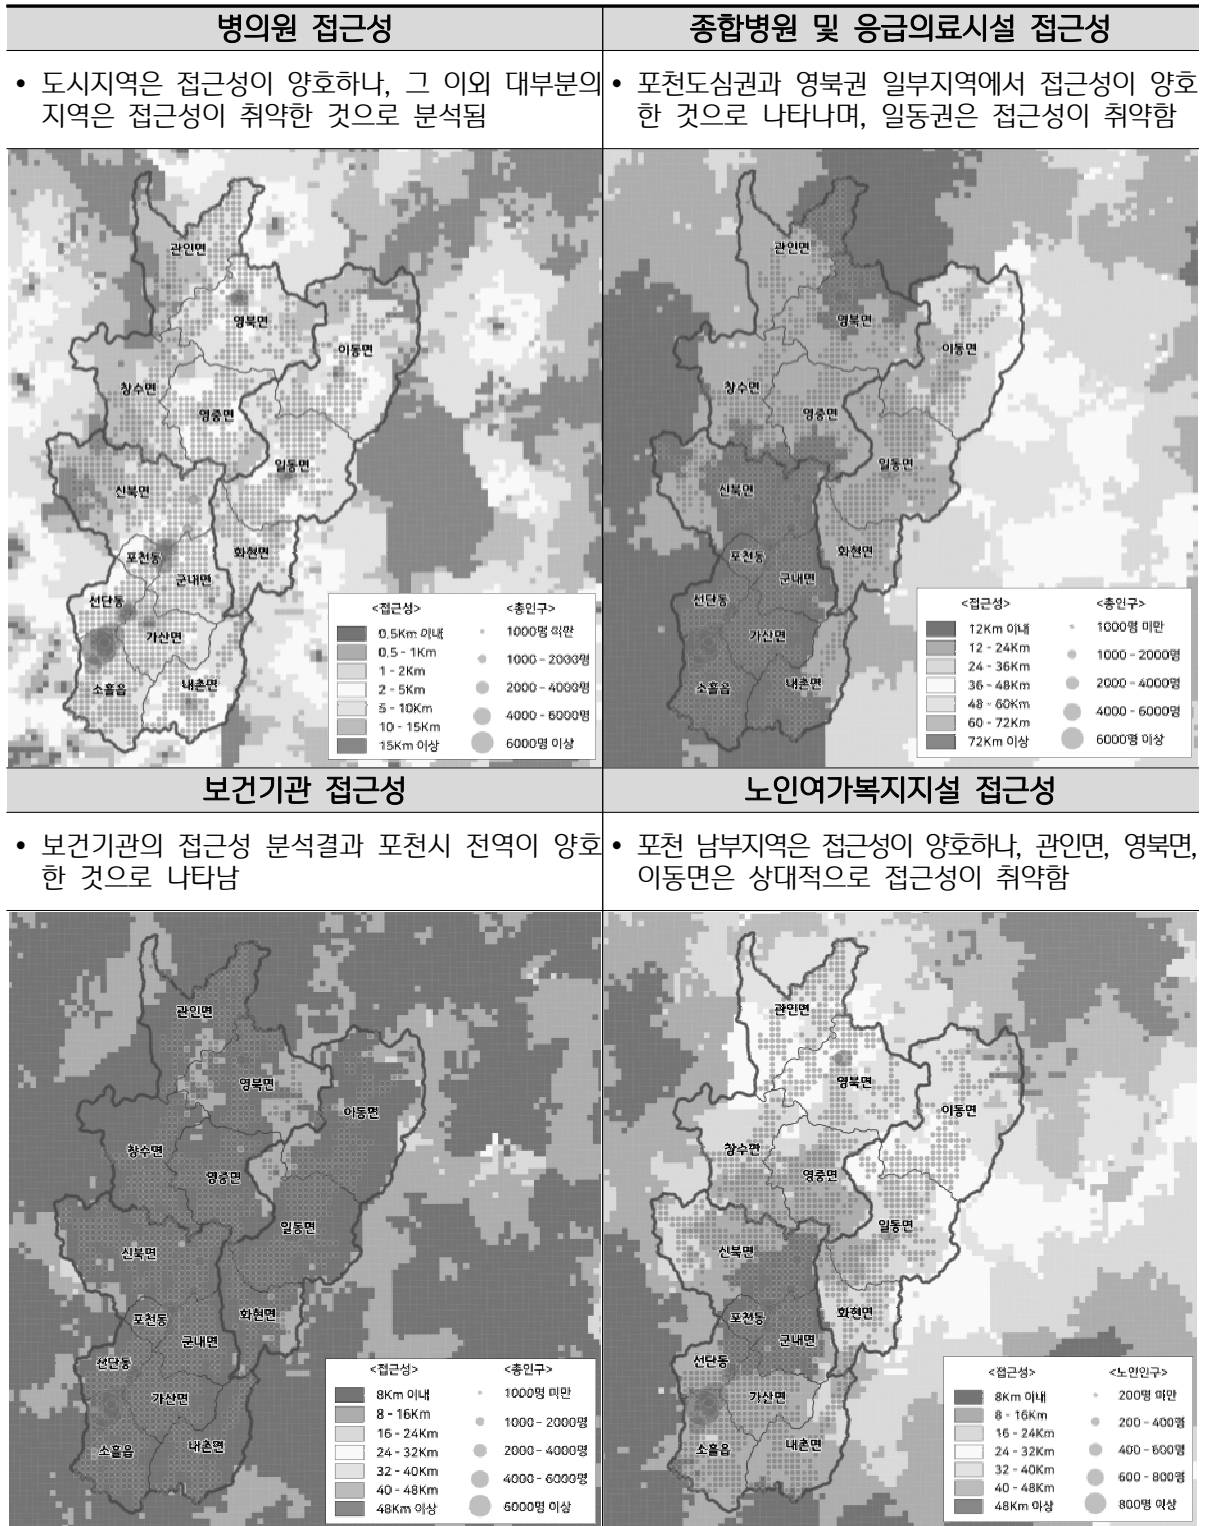 병의원 접근성
종합병원 및 응급의료시설 접근성
• 도시지역은 접근성이 양호하나, 그 이외 대부분의
지역은 접근성이 취약한 것으로 분석됨
• 포천도심권과 영북권 일부지역에서 접근성이 양호
한 것으로 나타나며, 일동권은 접근성이 취약함
관인면
영북면
이동면
창수면
영중면
일동면
신북면
포천동
화현면
군내면
선단동
가산면
소흘읍
내촌면
<접근성>
0.5Km 이내
0.5 - 1Km
1 - 2Km
2 - 5Km
5 - 10Km
10 - 15Km
15Km 이상
<총인구>
1000명 미만
1000 - 2000명
2000 - 4000명
4000 - 6000명
6000명 이상
관인면
영북면
이동면
창수면
영중면
일동면
신북면
포천동
화현면
군내면
선단동
가산면
소흘읍
내촌면
<접근성>
12Km 이내
12 - 24Km
24 - 36Km
36 - 48Km
48 - 60Km
60 - 72Km
72Km 이상
<총인구>
1000명 미만
1000 - 2000명
2000 - 4000명
4000 - 6000명
6000명 이상
보건기관 접근성
노인여가복지지설 접근성
• 보건기관의 접근성 분석결과 포천시 전역이 양호
한 것으로 나타남
• 포천 남부지역은 접근성이 양호하나, 관인면, 영북면,
이동면은 상대적으로 접근성이 취약함
관인면
영북면
이동면
창수면
영중면
일동면
신북면
포천동
화현면
군내면
선단동
가산면
소흘읍
내촌면
<접근성>
8Km 이내
8 - 16Km
16 - 24Km
24 - 32Km
32 - 40Km
40 - 48Km
48Km 이상
<총인구>
1000명 미만
1000 - 2000명
2000 - 4000명
4000 - 6000명
6000명 이상
관인면
영북면
이동면
창수면
영중면
일동면
신북면
포천동
화현면
군내면
선단동
가산면
소흘읍
내촌면
<접근성>
8Km 이내
8 - 16Km
16 - 24Km
24 - 32Km
32 - 40Km
40 - 48Km
48Km 이상
<노인인구>
200명 미만
200 - 400명
400 - 600명
600 - 800명
800명 이상